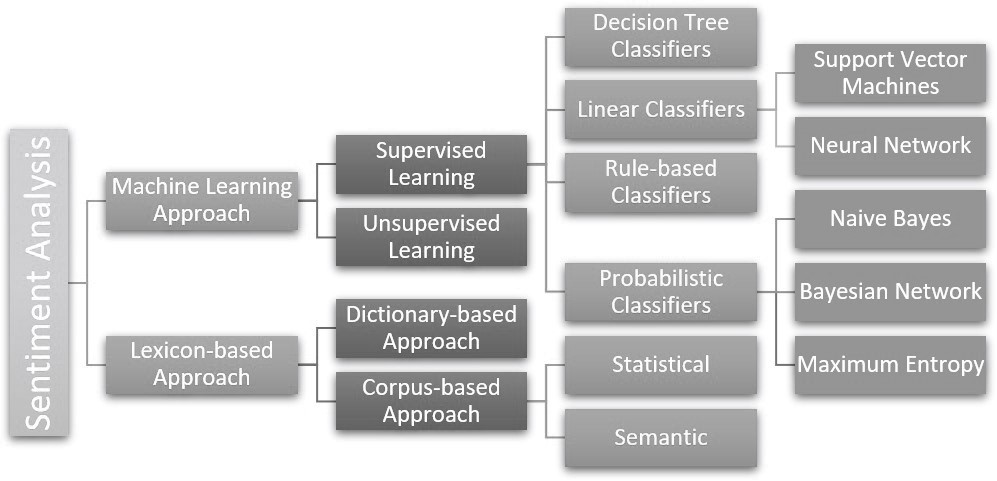 Sentiment Analysis
Machine Learning
Approach
Supervised
Learning
Decision Tree
Classifiers
Linear Classifiers
Support Vector
Machines
Neural Network
Rule-based
Classifiers
Probabilistic
Classifiers
Naive Bayes
Bayesian Network
Maximum Entropy
Unsupervised
Learning
Lexicon-based
Approach
Dictionary-based
Approach
Corpus-based
Approach
Statistical
Semantic